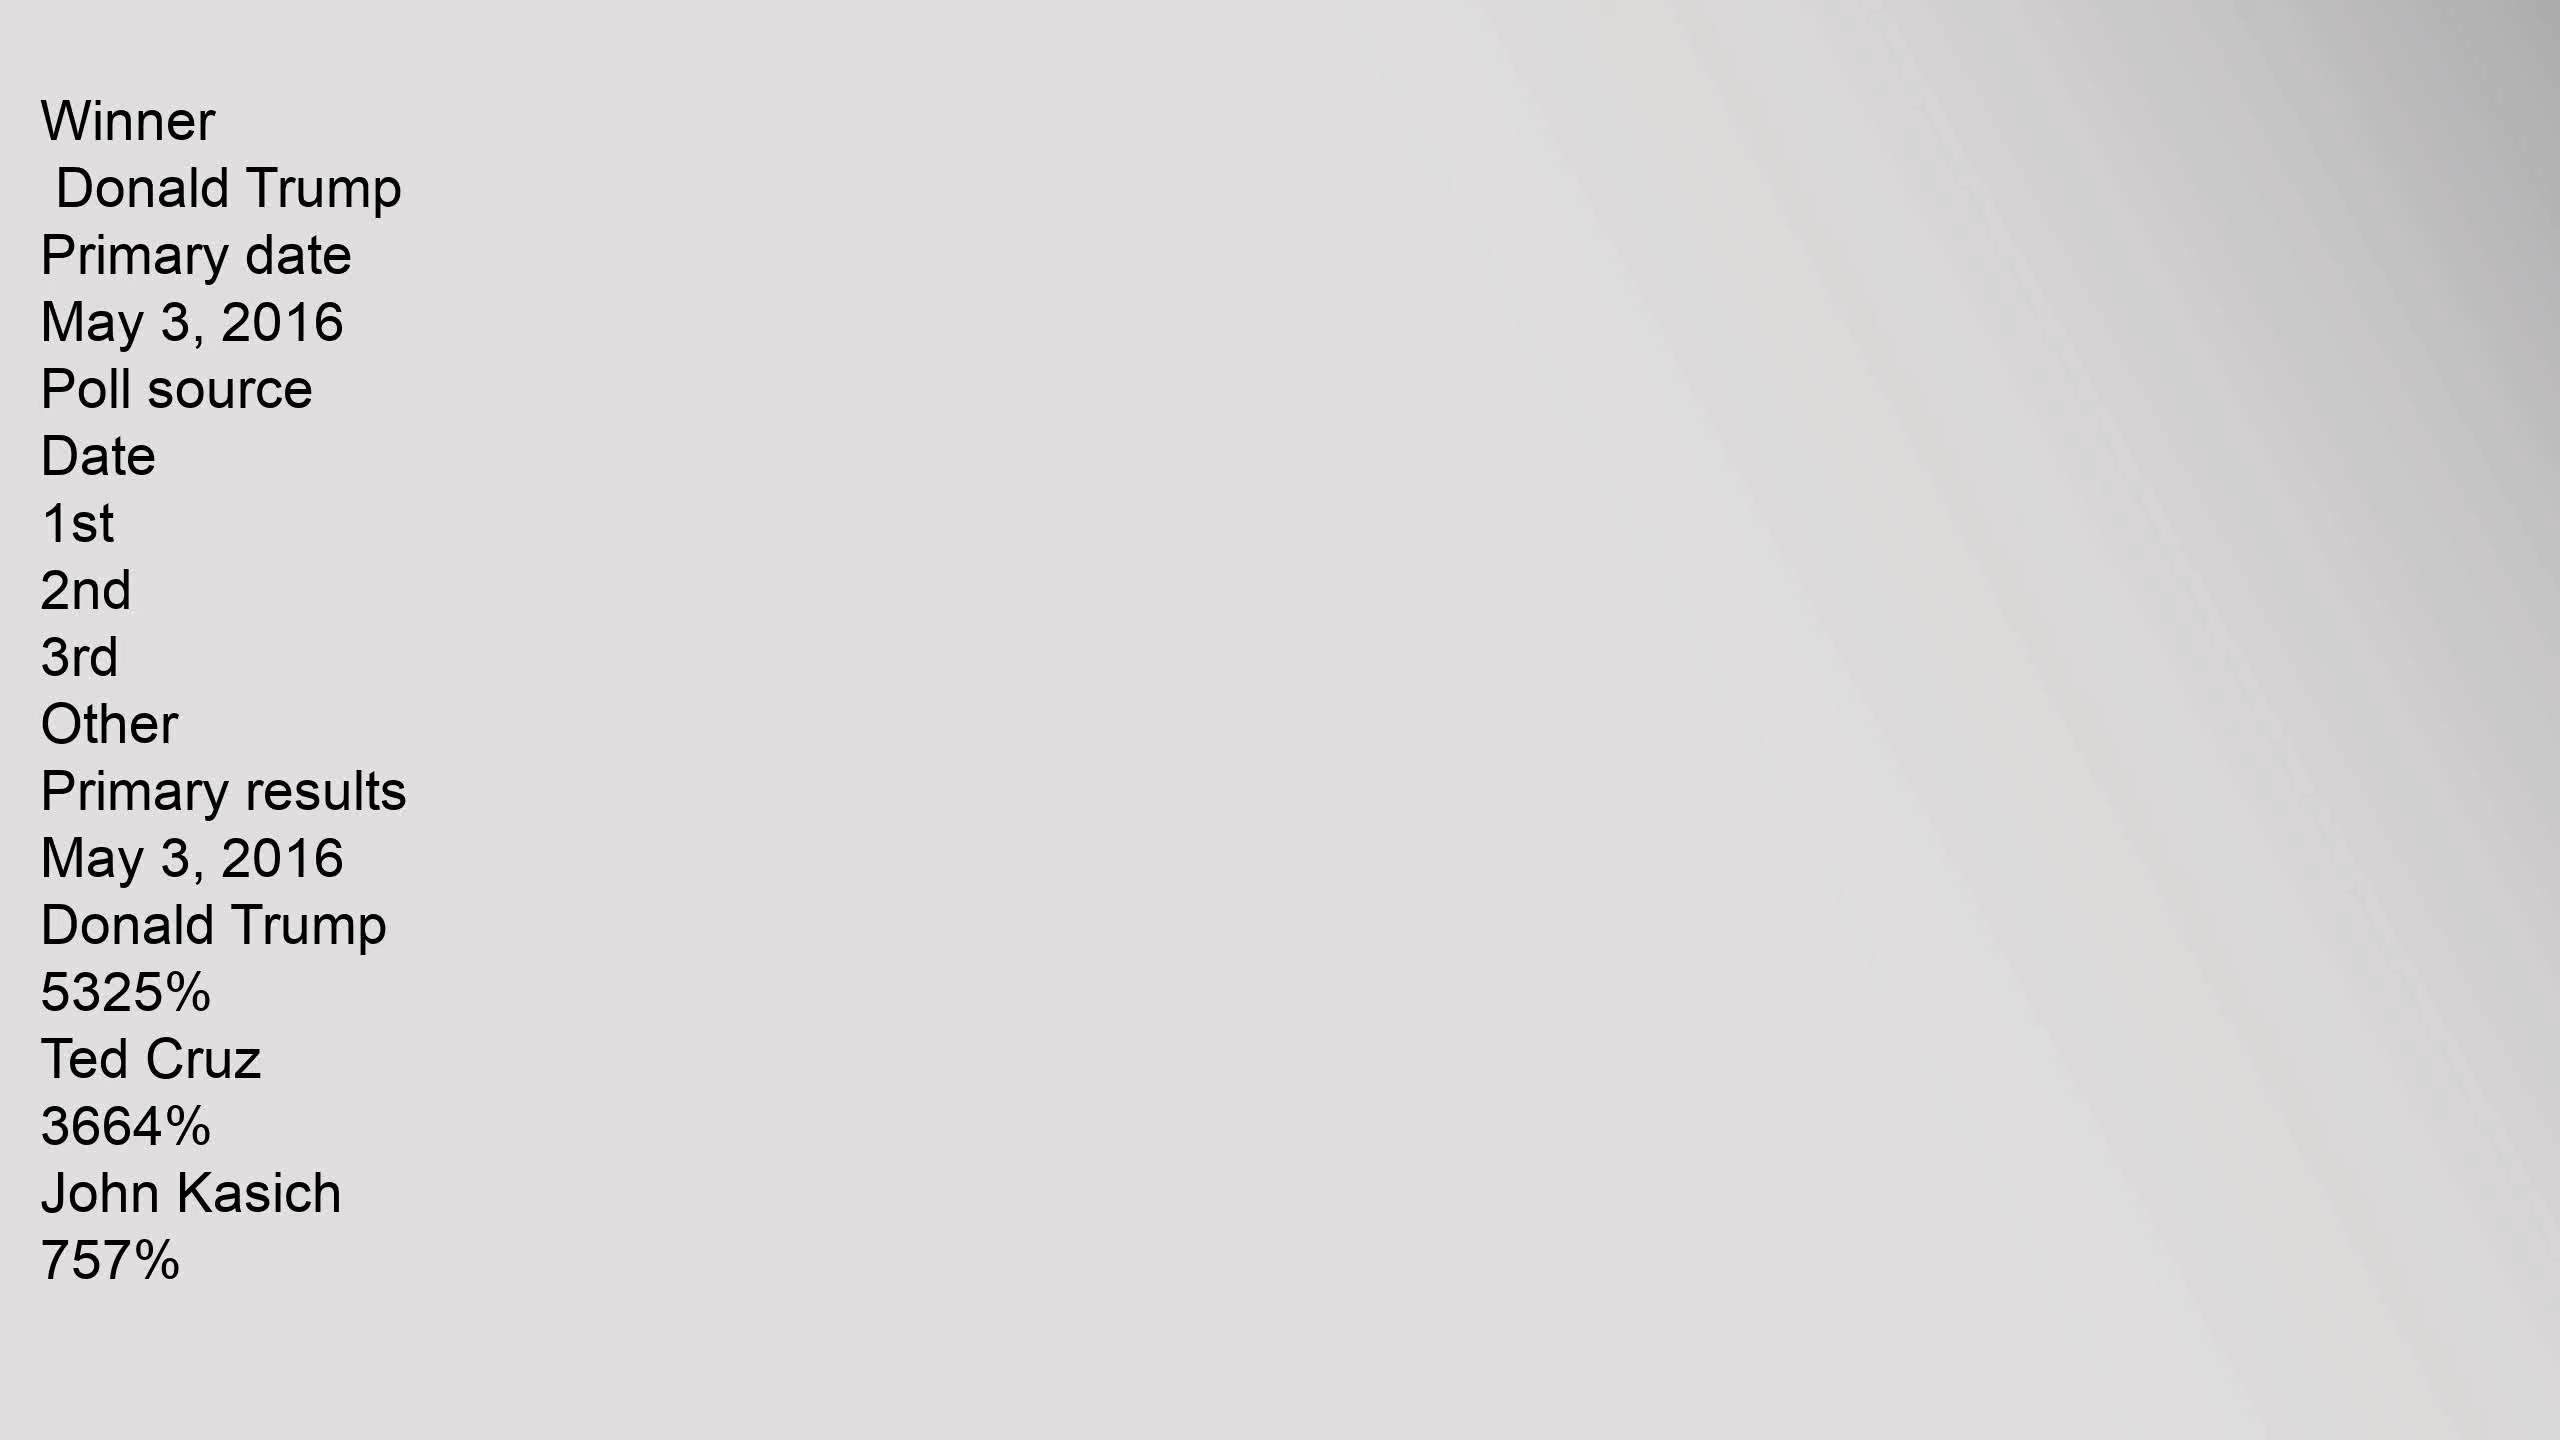 Winner
Donald Trump
Primary date
May 3, 2016
Poll source
Date
1st
2nd
3rd
Other
Primary results
May 3, 2016
Donald Trump
5325%
Ted Cruz
3664%
John Kasich
757%